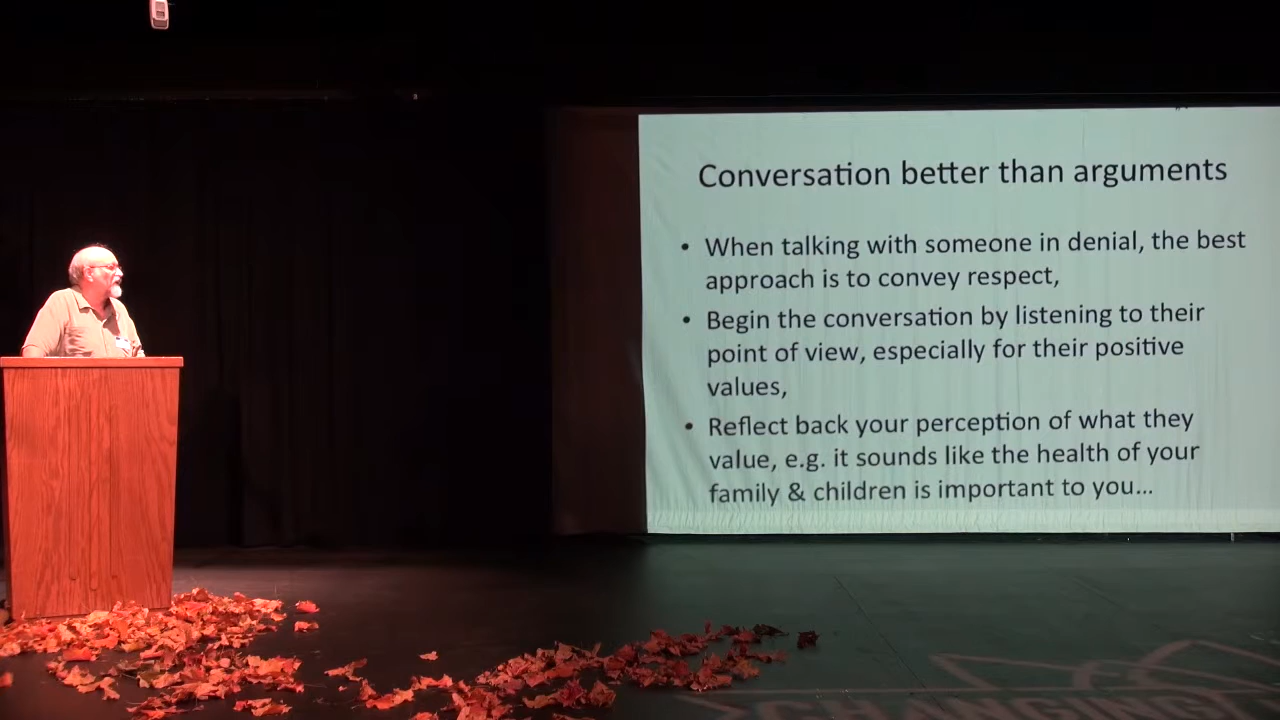 Conversation better than arguments
• When talking with someone in denial, the best
approach is to convey respect,
• Begin the conversation by listening to their
point of view, especially for their positive
values,
• Reflect back your perception of what they
value, e.g. it sounds like the health of your
family & children is important to you...
CHANGING